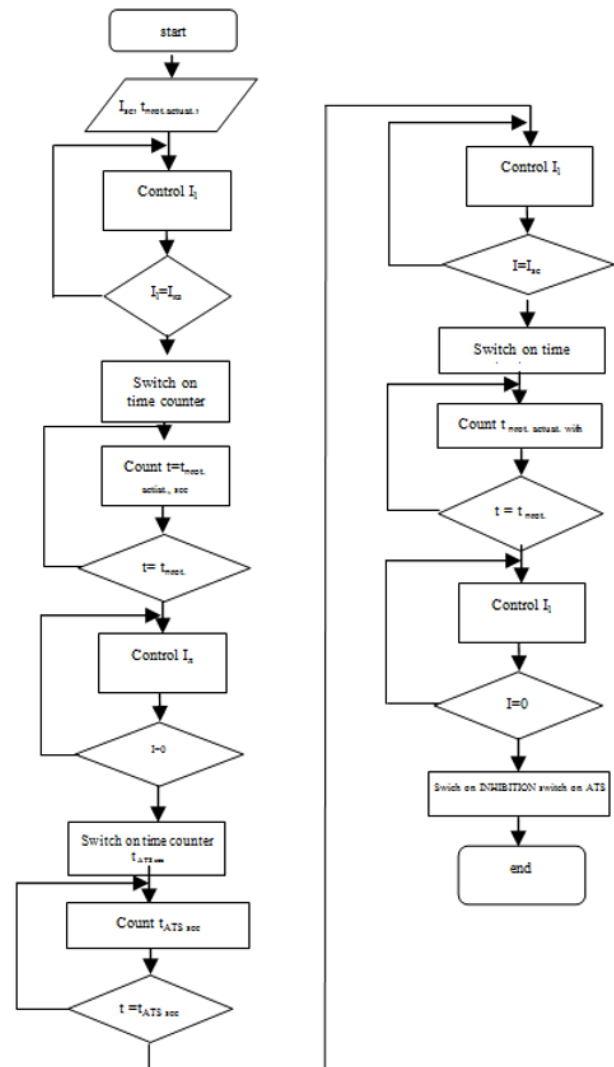 start
I_sc, t_prot.actuat.,
Control I_l
I_l=I_sz
Switch on
time counter
Count t=t_prot.
actiat., sec
t= t_prot.
Control I_n
I=0
Switch on time counter
t_ATS sec
Count t_ATS sec
t =t_ATS sec
Control I_l
I=I_sc
Switch on time
Count t_prot. actuat. with
t = t_prot.
Control I_l
I=0
Swich on INHIBITION switch on ATS
end